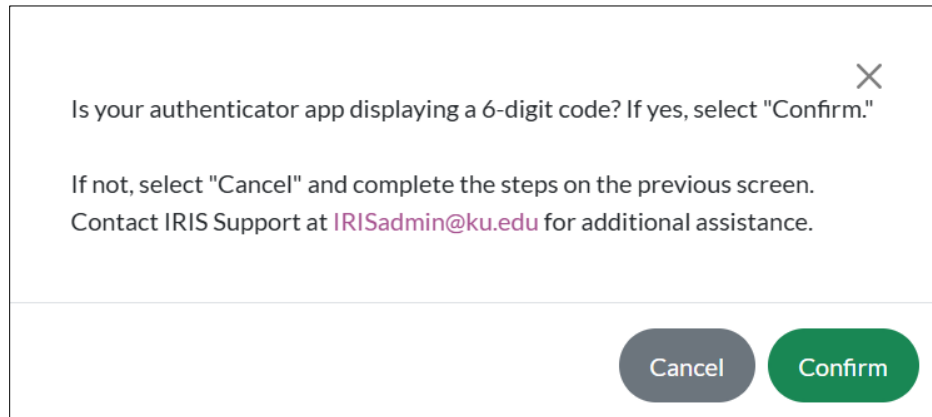 Is your authenticator app displaying a 6-digit code? If yes, select "Confirm."
If not, select "Cancel" and complete the steps on the previous screen.
Contact IRIS Support at IRISadmin@ku.edu for additional assistance.
Cancel Confirm